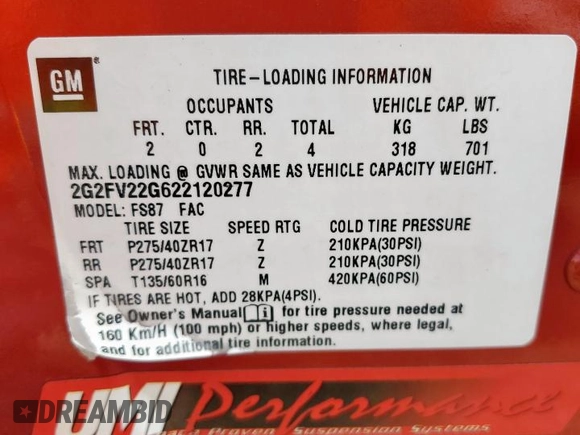 GM ®
TIRE-LOADING INFORMATION
OCCUPANTS VEHICLE CAP. WT.
FRT. CTR. RR. TOTAL KG LBS
2 0 2 4 318 701
MAX. LOADING @ GVWR SAME AS VEHICLE CAPACITY WEIGHT.
2G2FV22G622120277
MODEL: FS87 FAC
TIRE SIZE SPEED RTG COLD TIRE PRESSURE
FRT P275/40ZR17 Z 210KPA(30PSI)
RR P275/40ZR17 Z 210KPA(30PSI)
SPA T135/60R16 M 420KPA(60PSI)
IF TIRES ARE HOT, ADD 28KPA(4PSI).
See Owner's Manual for tire pressure needed at
160 Km/H (100 mph) or higher speeds, where legal,
and for additional tire information.
UMI Performance
Proven Suspension Systems
DREAMBID